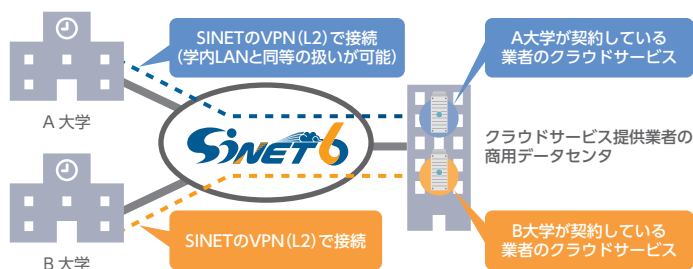 SINETのVPN(L2)で接続
(学内LANと同等の扱いが可能)
A大学が契約している
業者のクラウドサービス
A 大学
SINET6
クラウドサービス提供業者の
商用データセンタ
SINETのVPN(L2)で接続
B大学が契約している
業者のクラウドサービス
B 大学